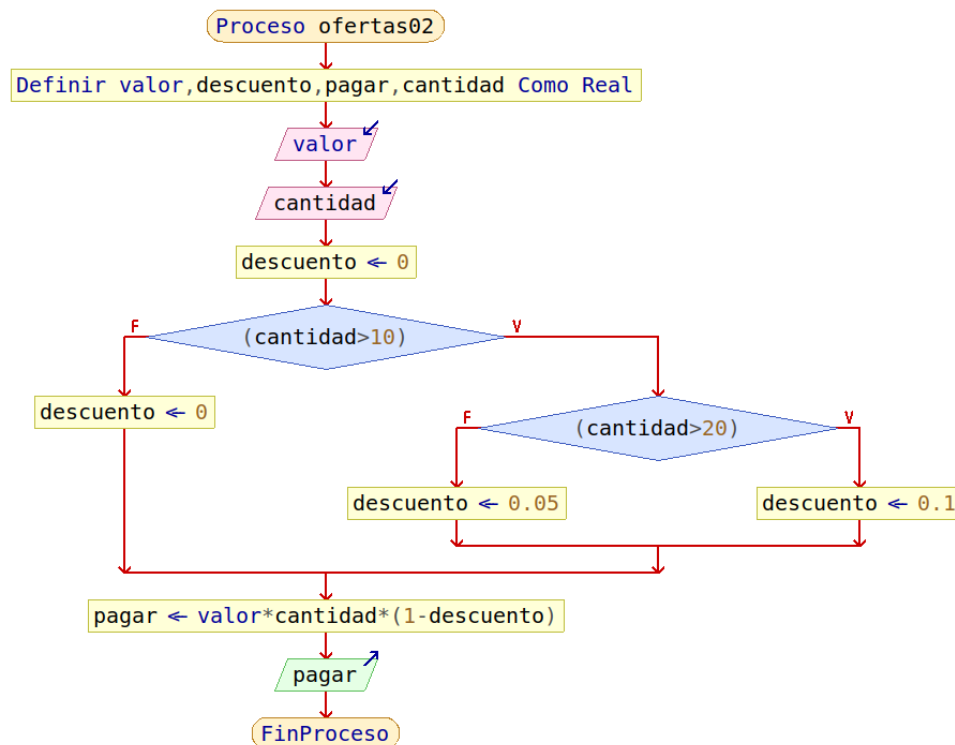 Proceso ofertas02
Definir valor,descuento,pagar,cantidad Como Real
valor
cantidad
descuento ← 0
F
(cantidad>10)
V
descuento ← 0
F
(cantidad>20)
V
descuento ← 0.05
descuento ← 0.1
pagar ← valor*cantidad*(1-descuento)
pagar
FinProceso